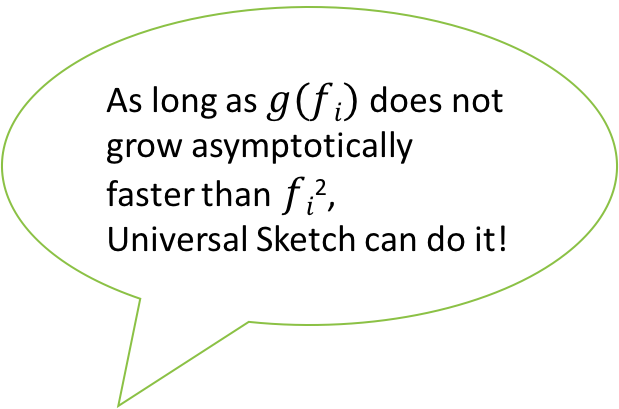 As long as g(fᵢ) does not
grow asymptotically
faster than fᵢ²,
Universal Sketch can do it!